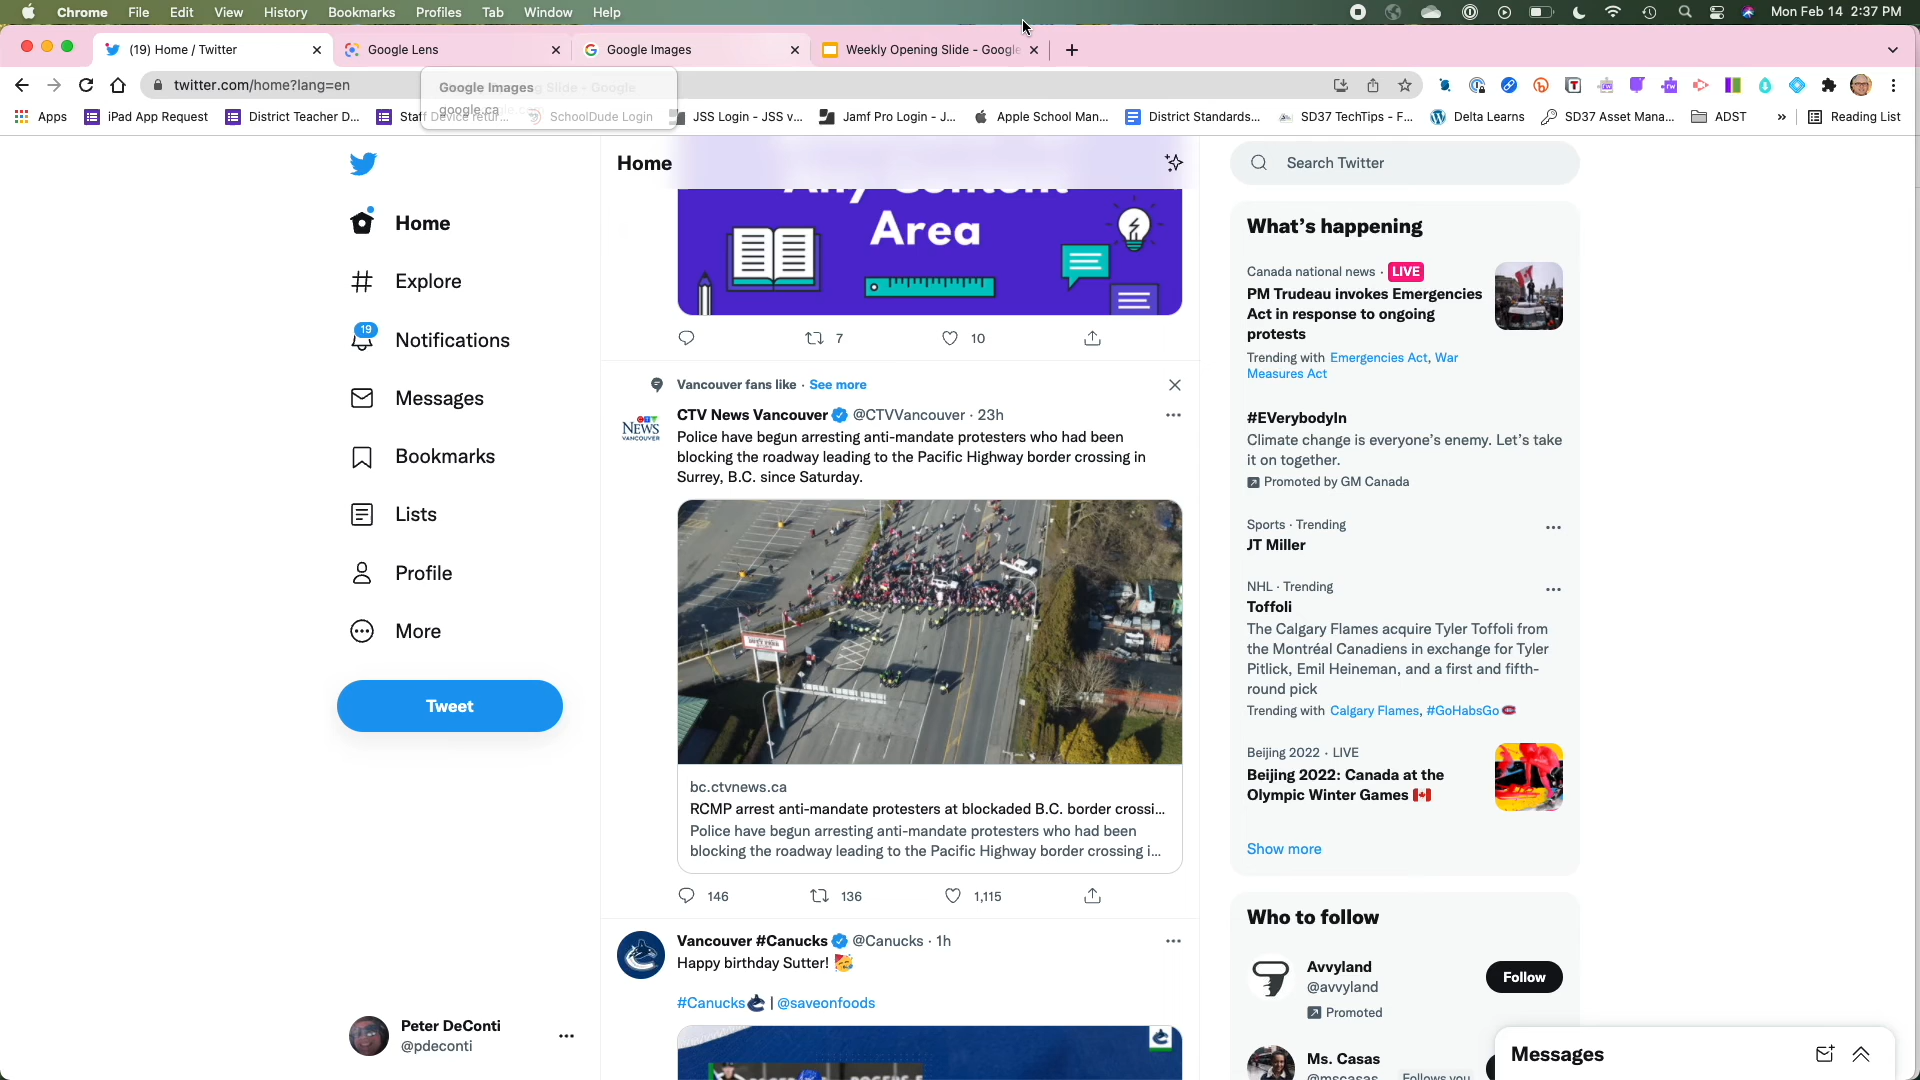 Chrome File Edit View History Bookmarks Profiles Tab Window Help
Mon Feb 14 2:37 PM
(19) Home / Twitter
Google Lens
Google Images
Weekly Opening Slide - Google
twitter.com/home?lang=en
Google Images
google.ca
Apps
iPad App Request
District Teacher D...
SchoolDude Login
JSS Login - JSS v...
Jamf Pro Login - J...
Apple School Man...
District Standards...
SD37 TechTips - F...
Delta Learns
SD37 Asset Mana...
ADST
»
Reading List
Home
Explore
19
Notifications
Messages
Bookmarks
Lists
Profile
More
Tweet
Peter DeConti
@pdeconti
Home
Any Content
Area
7
10
Vancouver fans like · See more
CTV News Vancouver @CTVVancouver · 23h
CTV
NEWS
VANCOUVER
Police have begun arresting anti-mandate protesters who had been
blocking the roadway leading to the Pacific Highway border crossing in
Surrey, B.C. since Saturday.
bc.ctvnews.ca
RCMP arrest anti-mandate protesters at blockaded B.C. border crossi...
Police have begun arresting anti-mandate protesters who had been
blocking the roadway leading to the Pacific Highway border crossing i...
146
136
1,115
Vancouver #Canucks @Canucks · 1h
Happy birthday Sutter! 🥳
#Canucks | @saveonfoods
Search Twitter
What's happening
Canada national news · LIVE
PM Trudeau invokes Emergencies
Act in response to ongoing
protests
Trending with Emergencies Act, War
Measures Act
#EVerybodyIn
Climate change is everyone's enemy. Let's take
it on together.
Promoted by GM Canada
Sports · Trending
JT Miller
NHL · Trending
Toffoli
The Calgary Flames acquire Tyler Toffoli from
the Montréal Canadiens in exchange for Tyler
Pitlick, Emil Heineman, and a first and fifth-
round pick
Trending with Calgary Flames, #GoHabsGo
Beijing 2022 · LIVE
Beijing 2022: Canada at the
Olympic Winter Games 🇨🇦
Show more
Who to follow
Avvyland
@avvyland
Promoted
Follow
Ms. Casas
@mscasas
Follows you
Messages